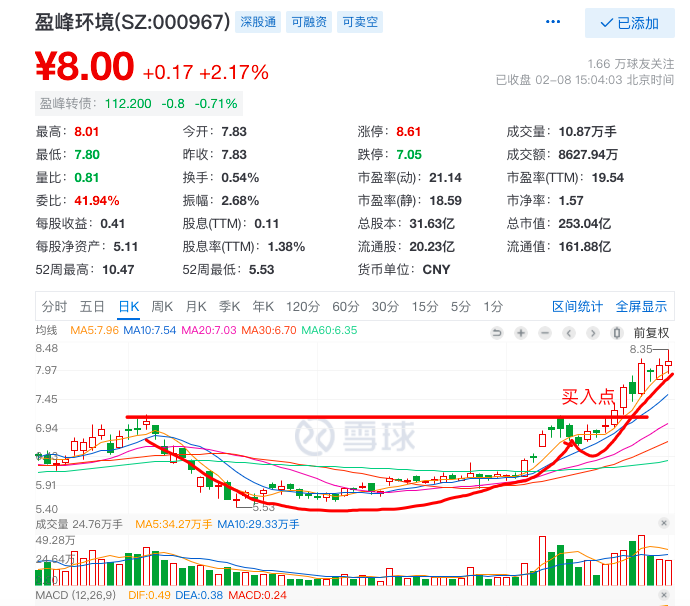 盈峰环境(SZ:000967) 深股通 可融资 可卖空 ••• ✓ 已添加
¥8.00 +0.17 +2.17%
1.66 万球友关注
已收盘 02-08 15:04:03 北京时间
盈峰转债: 112.200 -0.8 -0.71%
最高: 8.01 今开: 7.83 涨停: 8.61 成交量: 10.87万手
最低: 7.80 昨收: 7.83 跌停: 7.05 成交额: 8627.94万
量比: 0.81 换手: 0.54% 市盈率(动): 21.14 市盈率(TTM): 19.54
委比: 41.94% 振幅: 2.68% 市盈率(静): 18.59 市净率: 1.57
每股收益: 0.41 股息(TTM): 0.11 总股本: 31.63亿 总市值: 253.04亿
每股净资产: 5.11 股息率(TTM): 1.38% 流通股: 20.23亿 流通值: 161.88亿
52周最高: 10.47 52周最低: 5.53 货币单位: CNY
分时 五日 日K 周K 月K 季K 年K 120分 60分 30分 15分 5分 1分 区间统计 全屏显示
均线 MA5:7.96 MA10:7.54 MA20:7.03 MA30:6.70 MA60:6.35 前复权
8.48 8.35
7.97
7.45 买入点
6.94
雪球
5.91
5.40 5.53
成交量 24.76万手 MA5:34.27万手 MA10:29.33万手
49.28万
24.64万
MACD (12,26,9) DIF:0.49 DEA:0.38 MACD:0.24